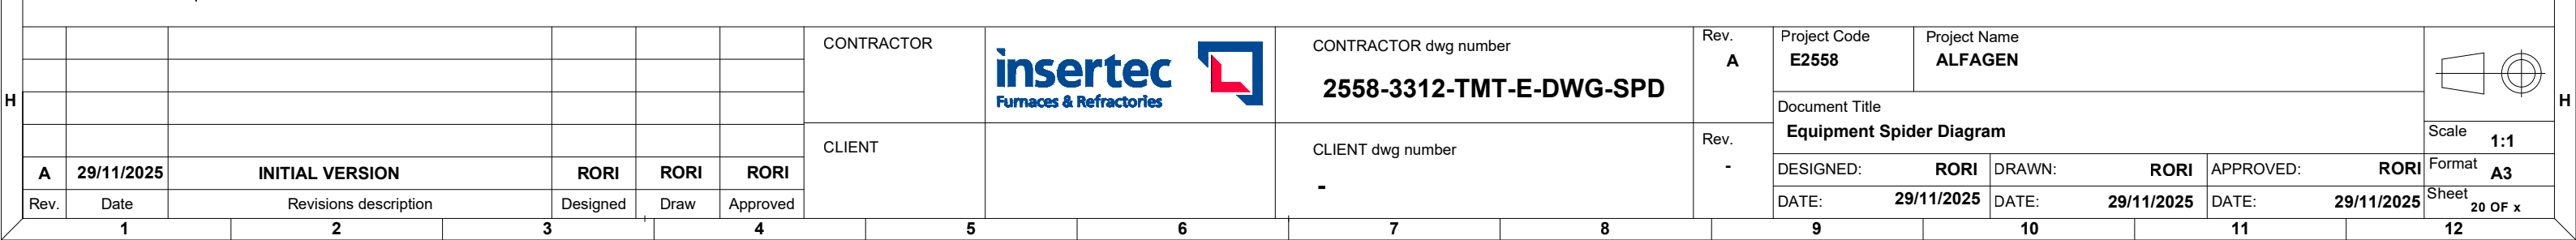 H
A 29/11/2025 INITIAL VERSION RORI RORI RORI
Rev. Date Revisions description Designed Draw Approved
CONTRACTOR
insertec
Furnaces & Refractories
CLIENT
CONTRACTOR dwg number
2558-3312-TMT-E-DWG-SPD
CLIENT dwg number
-
Rev.
A
Rev.
-
Project Code
E2558
Project Name
ALFAGEN
Document Title
Equipment Spider Diagram
DESIGNED: RORI DRAWN: RORI APPROVED: RORI
DATE: 29/11/2025 DATE: 29/11/2025 DATE: 29/11/2025
Scale 1:1
Format A3
Sheet 20 OF x
H
1 2 3 4 5 6 7 8 9 10 11 12